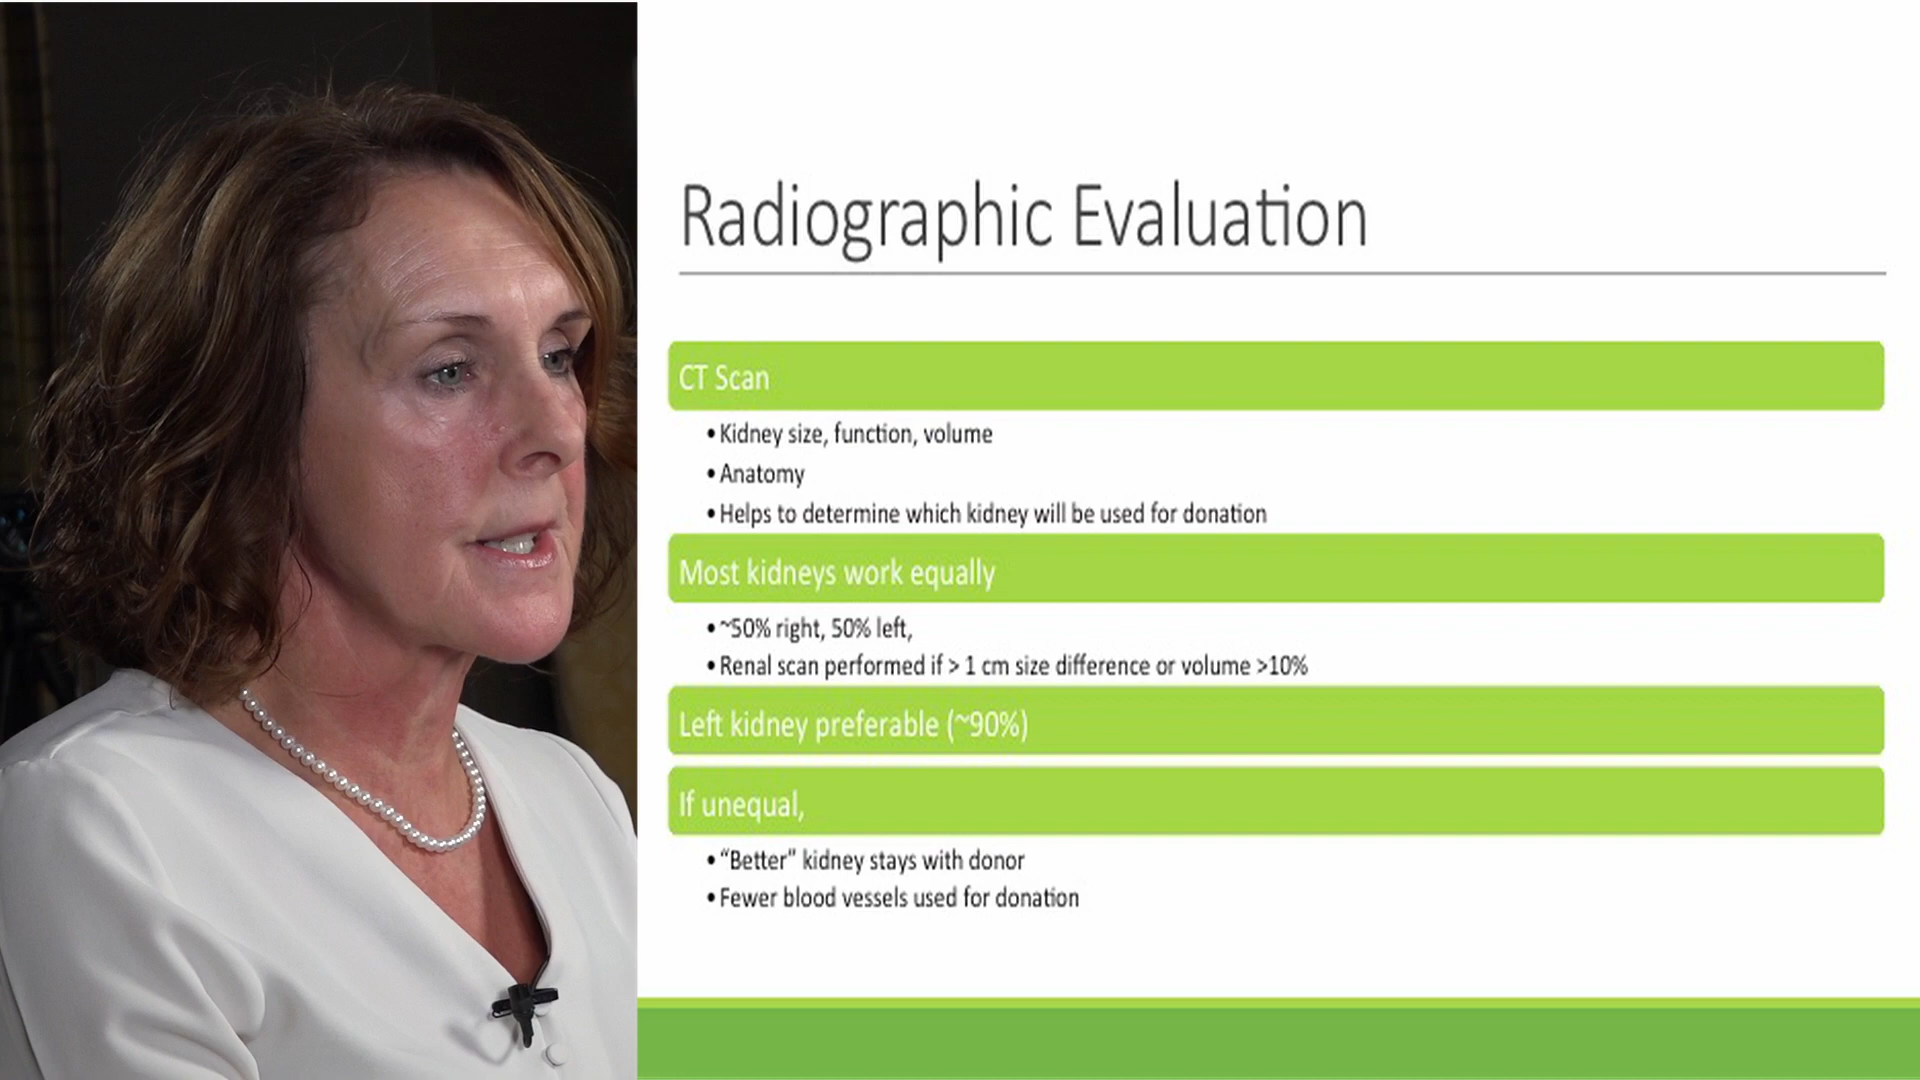 Radiographic Evaluation
CT Scan
•Kidney size, function, volume
•Anatomy
•Helps to determine which kidney will be used for donation
Most kidneys work equally
•~50% right, 50% left,
•Renal scan performed if > 1 cm size difference or volume >10%
Left kidney preferable (~90%)
If unequal,
•“Better” kidney stays with donor
•Fewer blood vessels used for donation